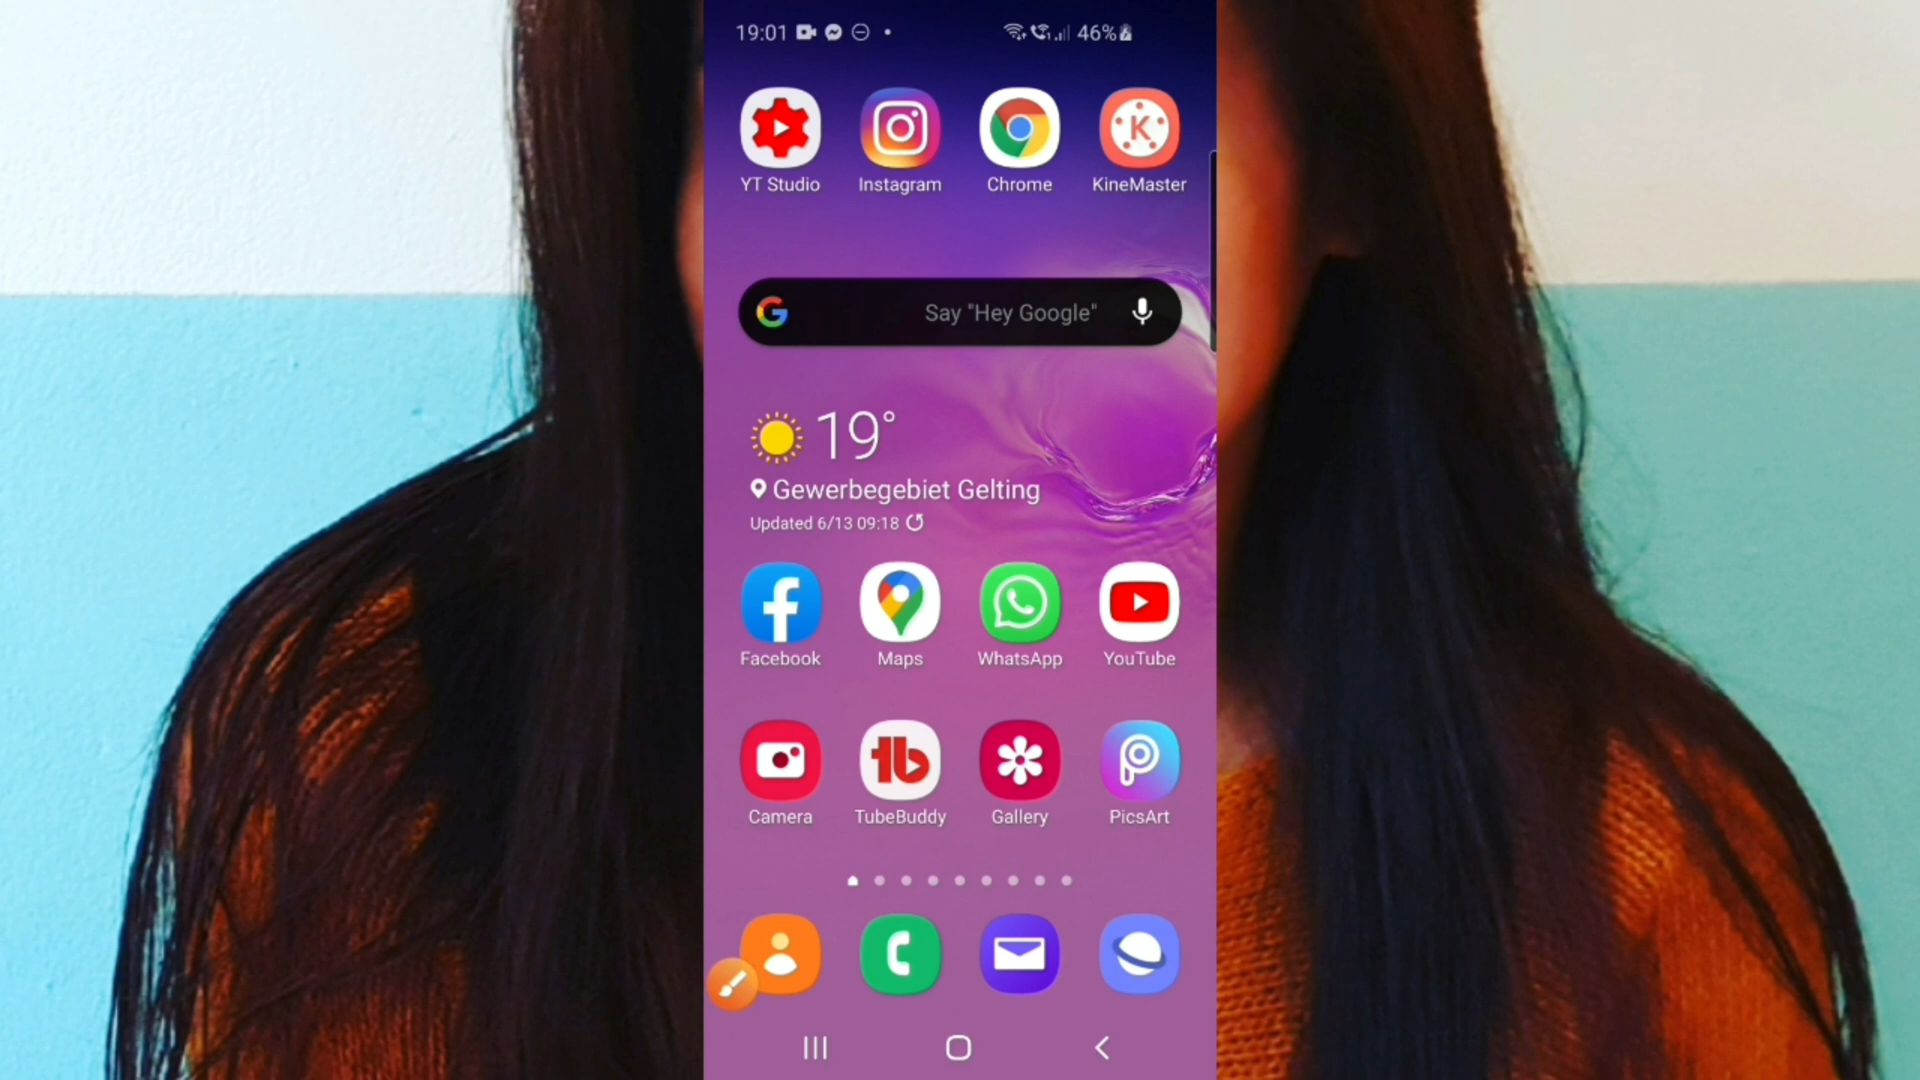 19:01 46%
YT Studio Instagram Chrome KineMaster
Say "Hey Google"
19°
Gewerbegebiet Gelting
Updated 6/13 09:18
Facebook Maps WhatsApp YouTube
Camera TubeBuddy Gallery PicsArt